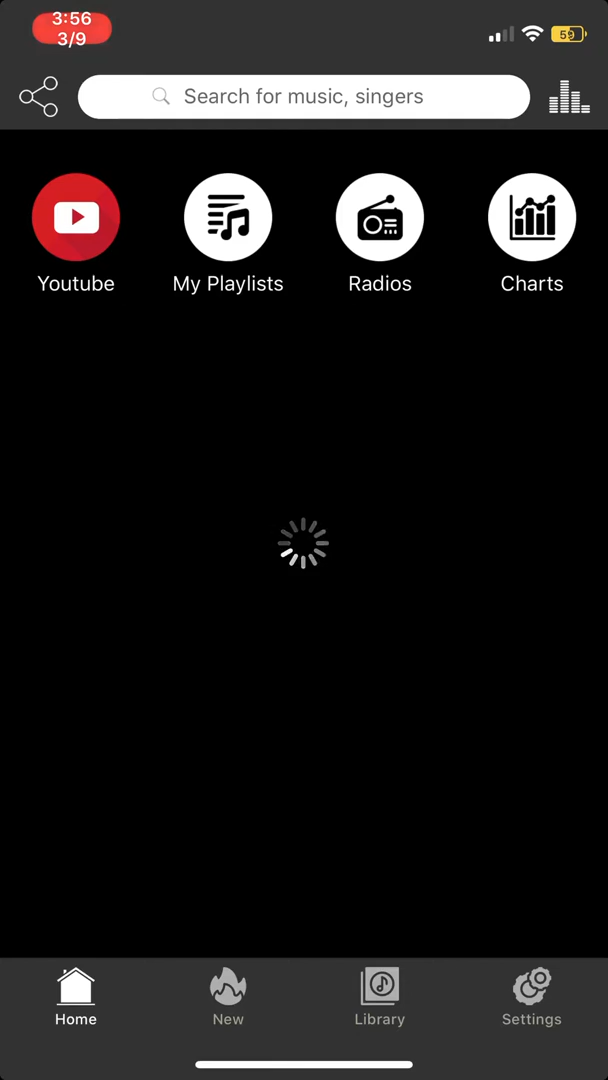 3:56
3/9
59
Search for music, singers
Youtube
My Playlists
Radios
Charts
Home
New
Library
Settings